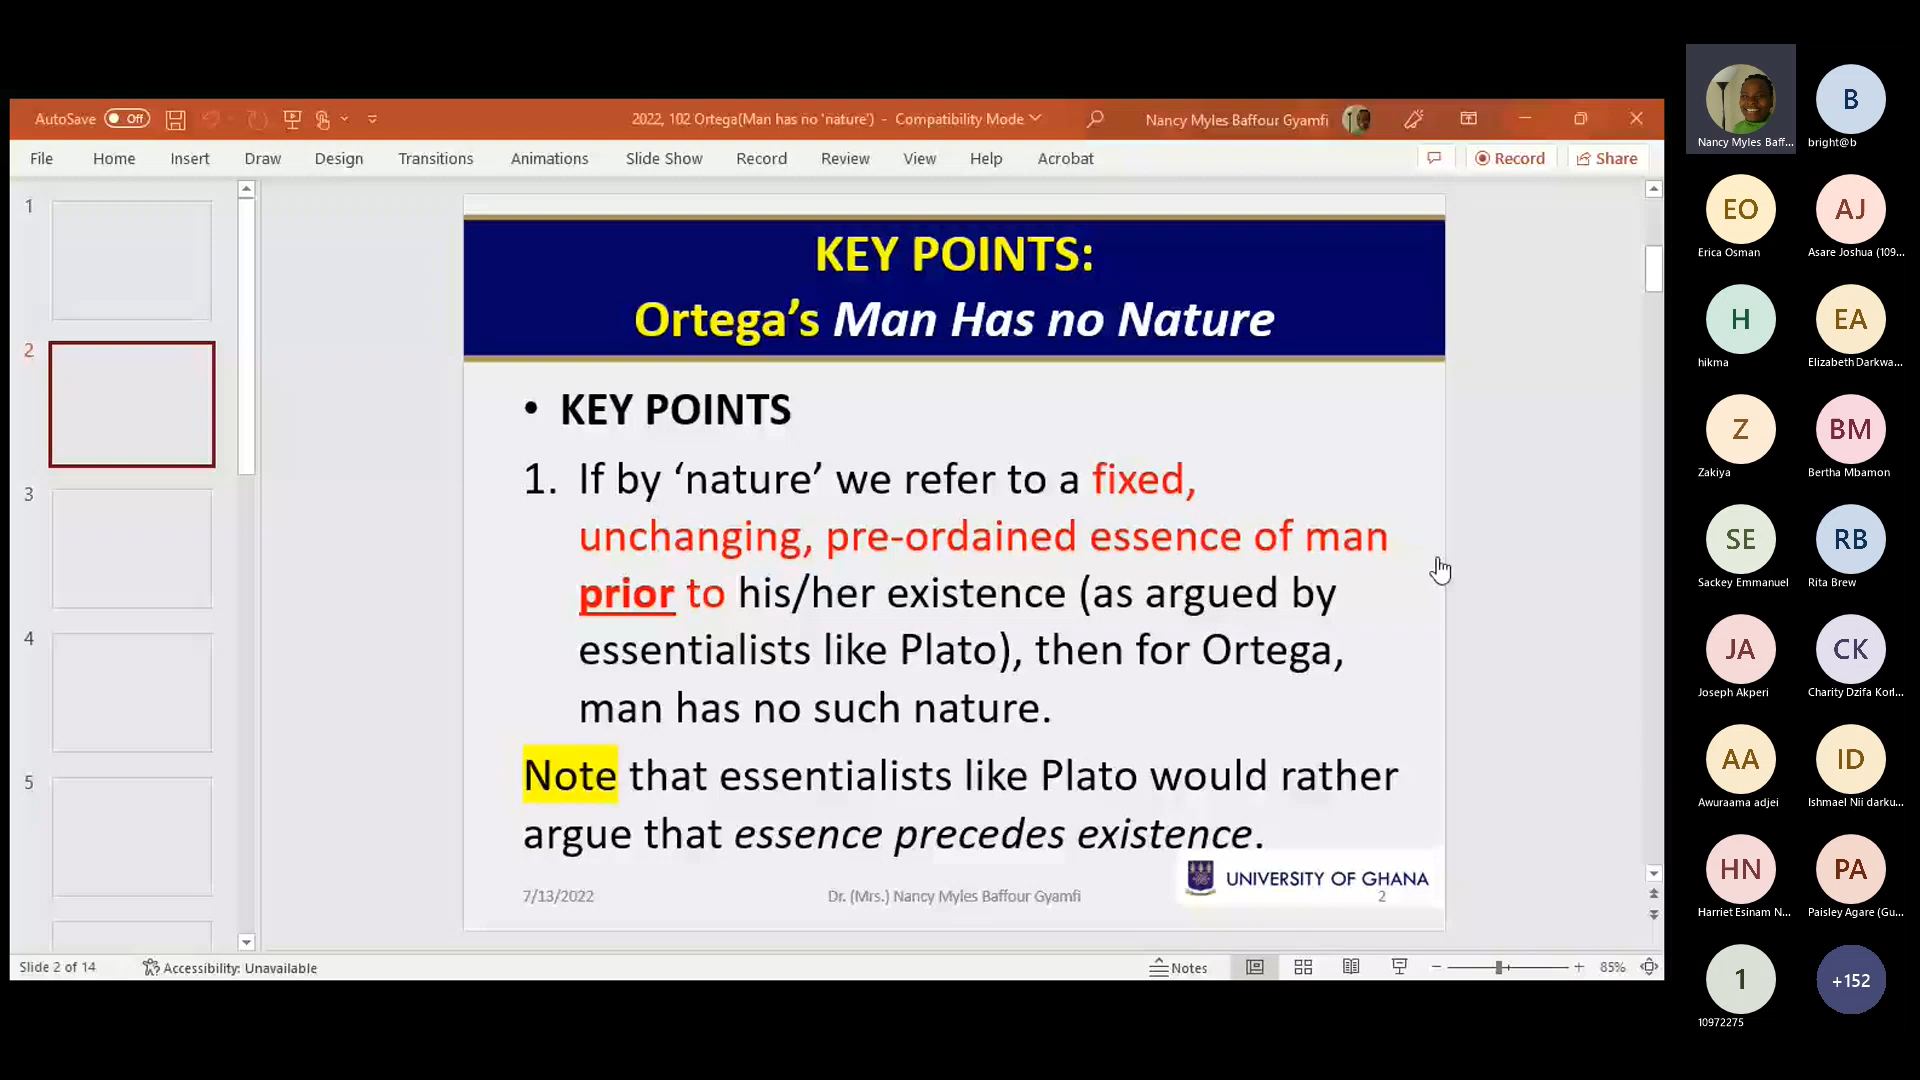 AutoSave Off
2022, 102 Ortega(Man has no 'nature') - Compatibility Mode
Nancy Myles Baffour Gyamfi
File Home Insert Draw Design Transitions Animations Slide Show Record Review View Help Acrobat
Record Share
1
2
3
4
5
KEY POINTS:
Ortega's Man Has no Nature
• KEY POINTS
1. If by ‘nature’ we refer to a fixed,
unchanging, pre-ordained essence of man
prior to his/her existence (as argued by
essentialists like Plato), then for Ortega,
man has no such nature.
Note that essentialists like Plato would rather
argue that essence precedes existence.
UNIVERSITY OF GHANA
7/13/2022 Dr. (Mrs.) Nancy Myles Baffour Gyamfi 2
Slide 2 of 14 Accessibility: Unavailable Notes 85%
Nancy Myles Baff...
B
bright@b
EO
Erica Osman
AJ
Asare Joshua (109...
H
hikma
EA
Elizabeth Darkwa...
Z
Zakiya
BM
Bertha Mbamon
SE
Sackey Emmanuel
RB
Rita Brew
JA
Joseph Akperi
CK
Charity Dzifa Korl...
AA
Awuraama adjei
ID
Ishmael Nii darku...
HN
Harriet Esinam N...
PA
Paisley Agare (Gu...
1
10972275
+152